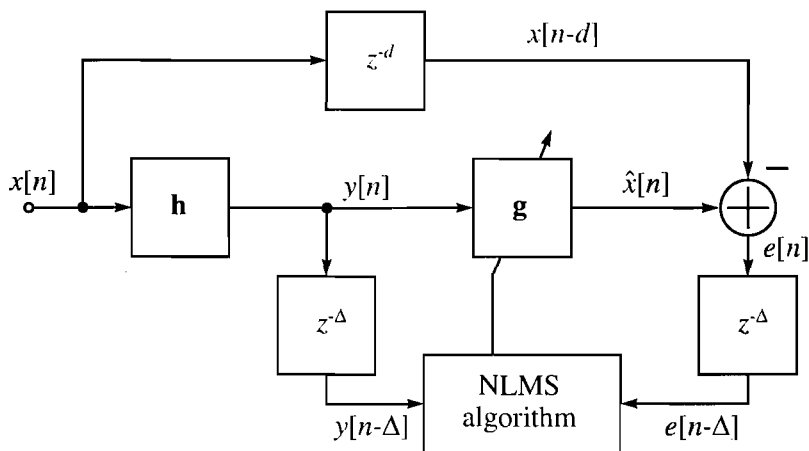 x[n-d]
z^{-d}
x[n]
h
y[n]
g
x̂[n]
−
e[n]
z^{-Δ}
z^{-Δ}
NLMS
algorithm
y[n-Δ]
e[n-Δ]